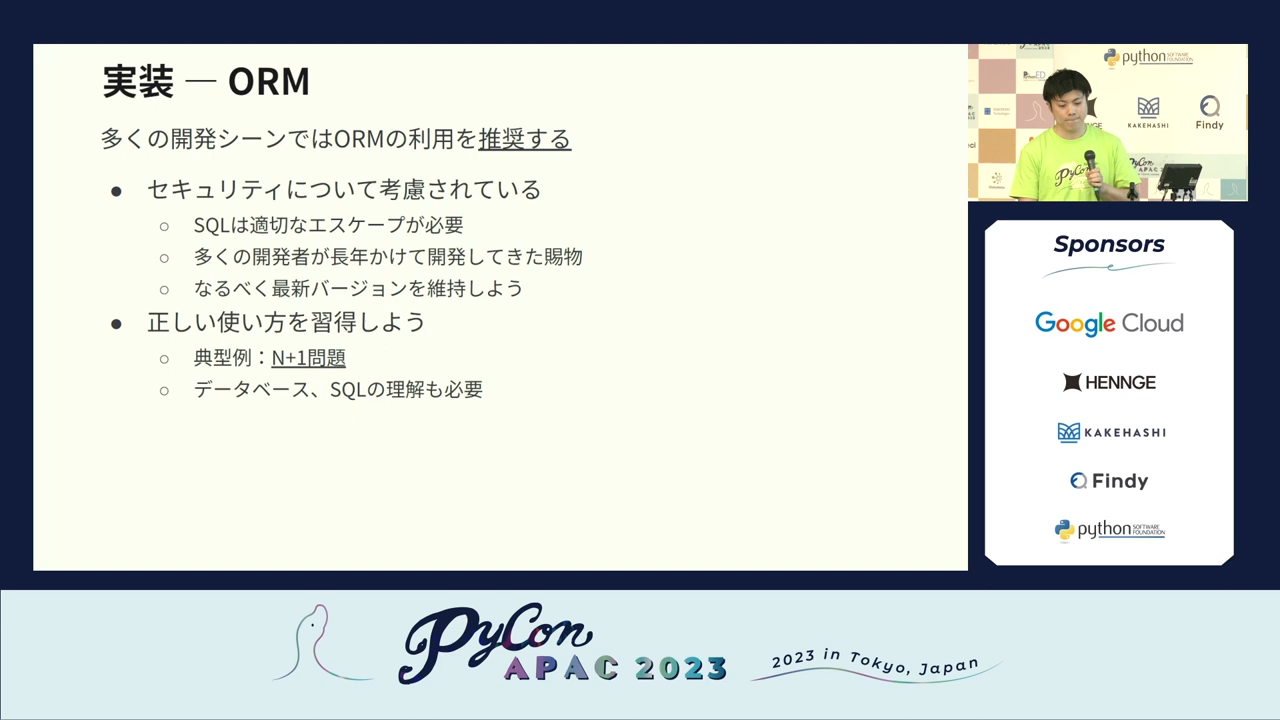 実装 — ORM
多くの開発シーンではORMの利用を推奨する
● セキュリティについて考慮されている
○ SQLは適切なエスケープが必要
○ 多くの開発者が長年かけて開発してきた賜物
○ なるべく最新バージョンを維持しよう
● 正しい使い方を習得しよう
○ 典型例：N+1問題
○ データベース、SQLの理解も必要
python SOFTWARE FOUNDATION
KAKEHASHI
Findy
PyCon
Sponsors
Google Cloud
HENNGE
KAKEHASHI
Findy
python SOFTWARE FOUNDATION
PyCon
APAC 2023
2023 in Tokyo, Japan